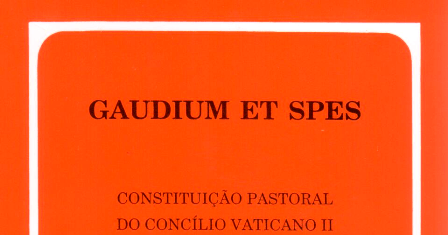 GAUDIUM ET SPES
CONSTITUIÇÃO PASTORAL
DO CONCÍLIO VATICANO II